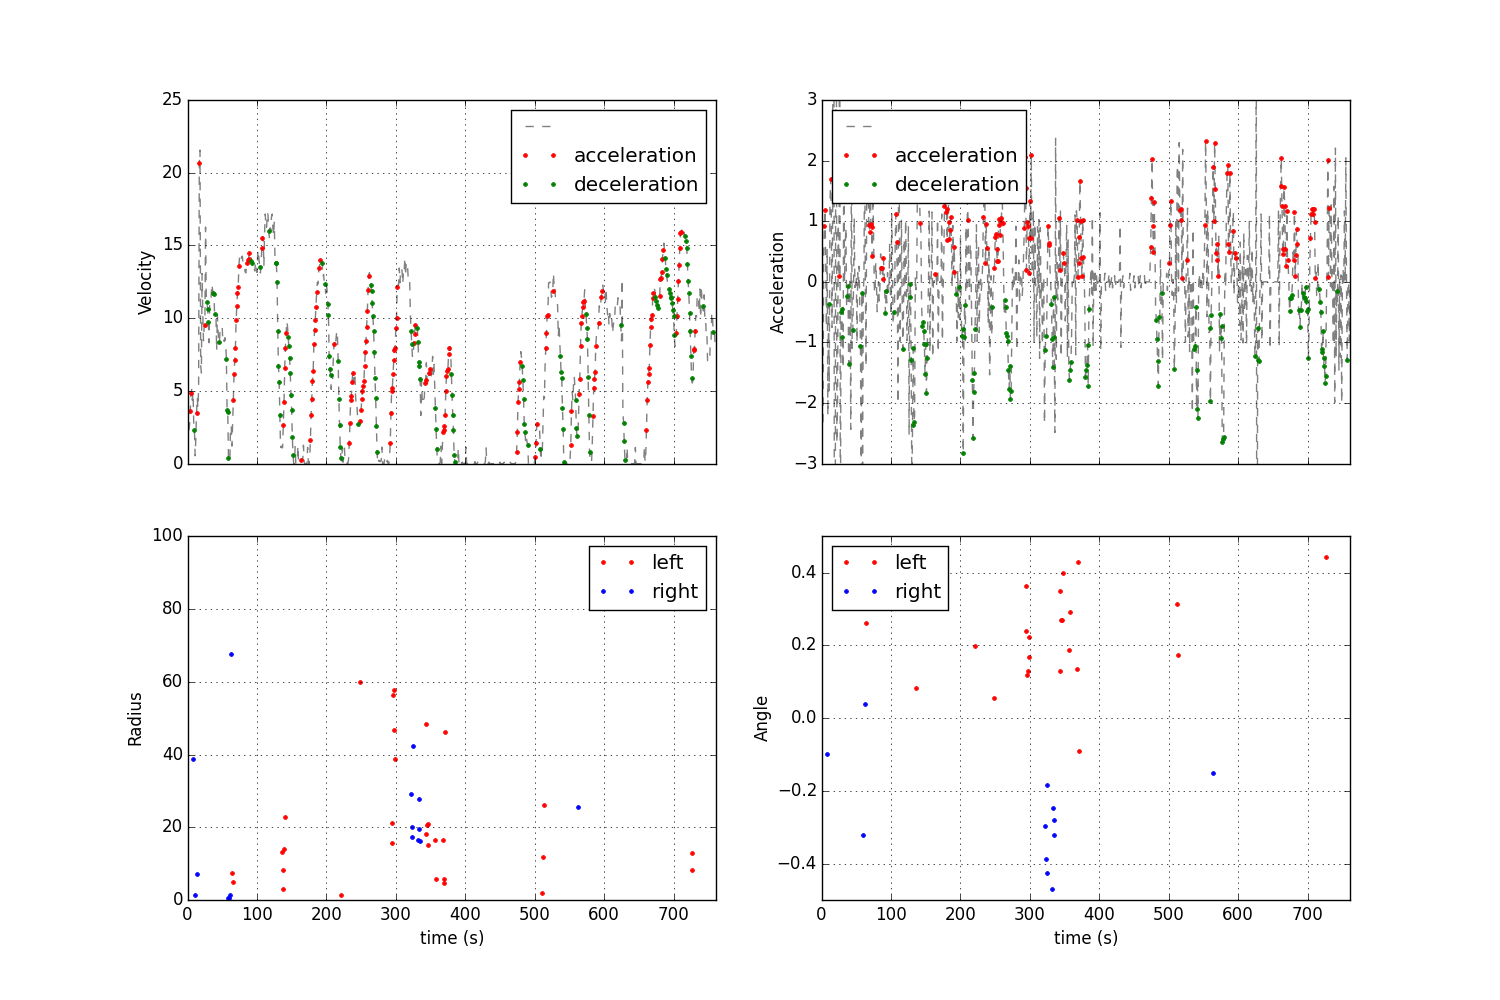 25
20
15
10
5
0
Velocity
acceleration
deceleration
3
2
1
0
−1
−2
−3
Acceleration
acceleration
deceleration
100
80
60
40
20
0
Radius
left
right
0 100 200 300 400 500 600 700
time (s)
0.4
0.2
0.0
−0.2
−0.4
Angle
left
right
0 100 200 300 400 500 600 700
time (s)